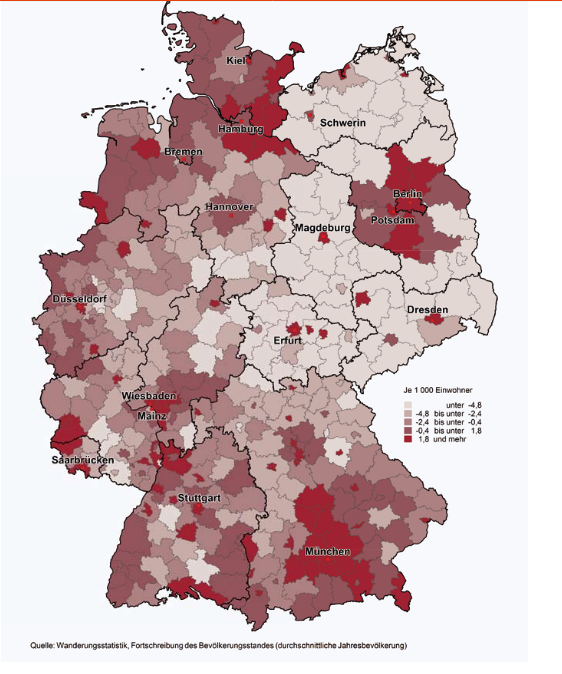 Kiel
Schwerin
Hamburg
Bremen
Berlin
Hannover
Potsdam
Magdeburg
Düsseldorf
Dresden
Erfurt
Wiesbaden
Mainz
Saarbrücken
Stuttgart
München
Je 1 000 Einwohner
unter -4,8
-4,8 bis unter -2,4
-2,4 bis unter -0,4
-0,4 bis unter 1,8
1,8 und mehr
Quelle: Wanderungsstatistik, Fortschreibung des Bevölkerungsstandes (durchschnittliche Jahresbevölkerung)